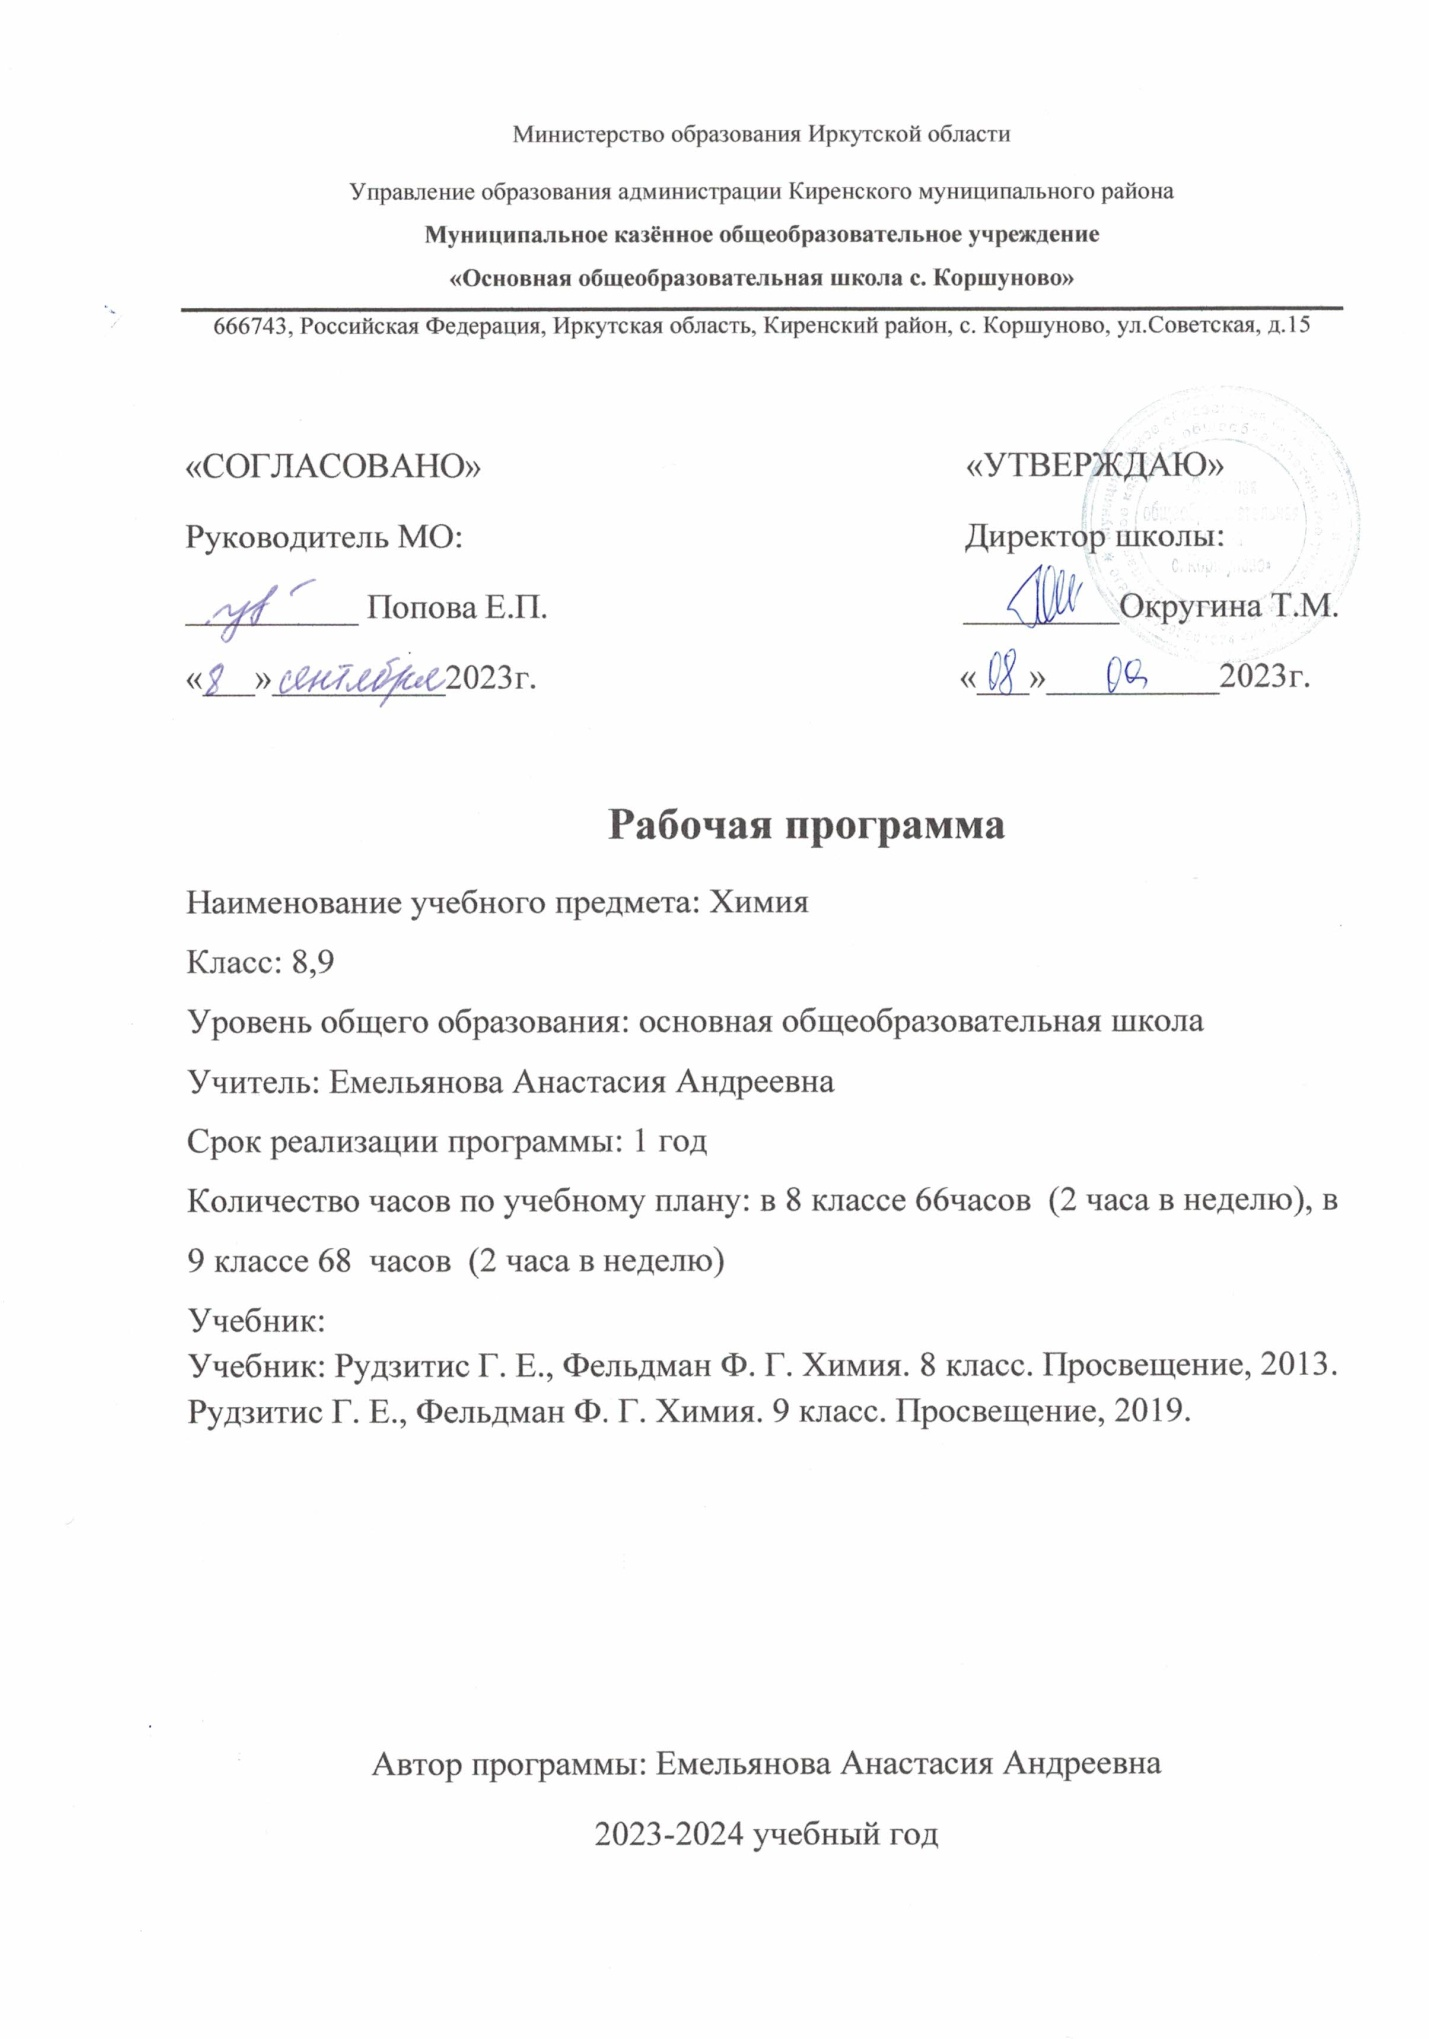 Министерство образования Иркутской области
Управление образования администрации Киренского муниципального района
Муниципальное казённое общеобразовательное учреждение
«Основная общеобразовательная школа с. Коршуново»
666743, Российская Федерация, Иркутская область, Киренский район, с. Коршуново, ул.Советская, д.15
«СОГЛАСОВАНО» «УТВЕРЖДАЮ»
Руководитель МО: Директор школы:
__________ Попова Е.П. _________Округина Т.М.
«8» сентября 2023г. «08» 09 2023г.
Рабочая программа
Наименование учебного предмета: Химия
Класс: 8,9
Уровень общего образования: основная общеобразовательная школа
Учитель: Емельянова Анастасия Андреевна
Срок реализации программы: 1 год
Количество часов по учебному плану: в 8 классе 66часов (2 часа в неделю), в
9 классе 68 часов (2 часа в неделю)
Учебник:
Учебник: Рудзитис Г. Е., Фельдман Ф. Г. Химия. 8 класс. Просвещение, 2013.
Рудзитис Г. Е., Фельдман Ф. Г. Химия. 9 класс. Просвещение, 2019.
Автор программы: Емельянова Анастасия Андреевна
2023-2024 учебный год